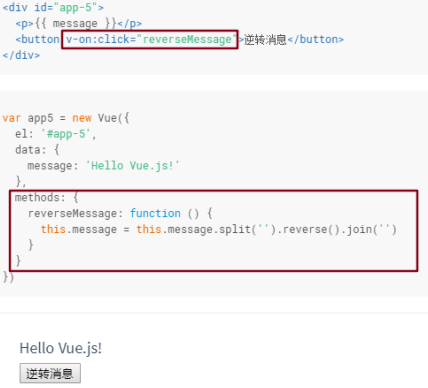 <div id="app-5">
  <p>{{ message }}</p>
  <button v-on:click="reverseMessage">逆转消息</button>
</div>
var app5 = new Vue({
  el: '#app-5',
  data: {
    message: 'Hello Vue.js!'
  },
  methods: {
    reverseMessage: function () {
      this.message = this.message.split('').reverse().join('')
    }
  }
})
Hello Vue.js!
逆转消息